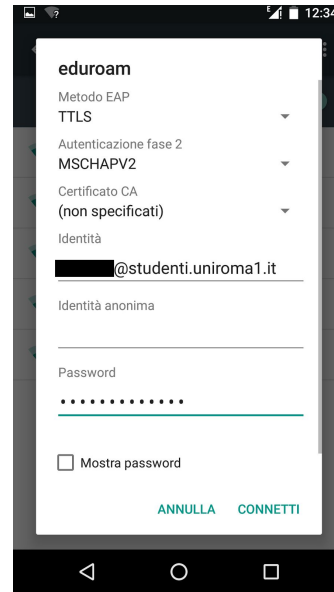 E
12:34
eduroam
Metodo EAP
TTLS
Autenticazione fase 2
MSCHAPV2
Certificato CA
(non specificati)
Identità
@studenti.uniroma1.it
Identità anonima
Password
•••••••••••••
Mostra password
ANNULLA CONNETTI